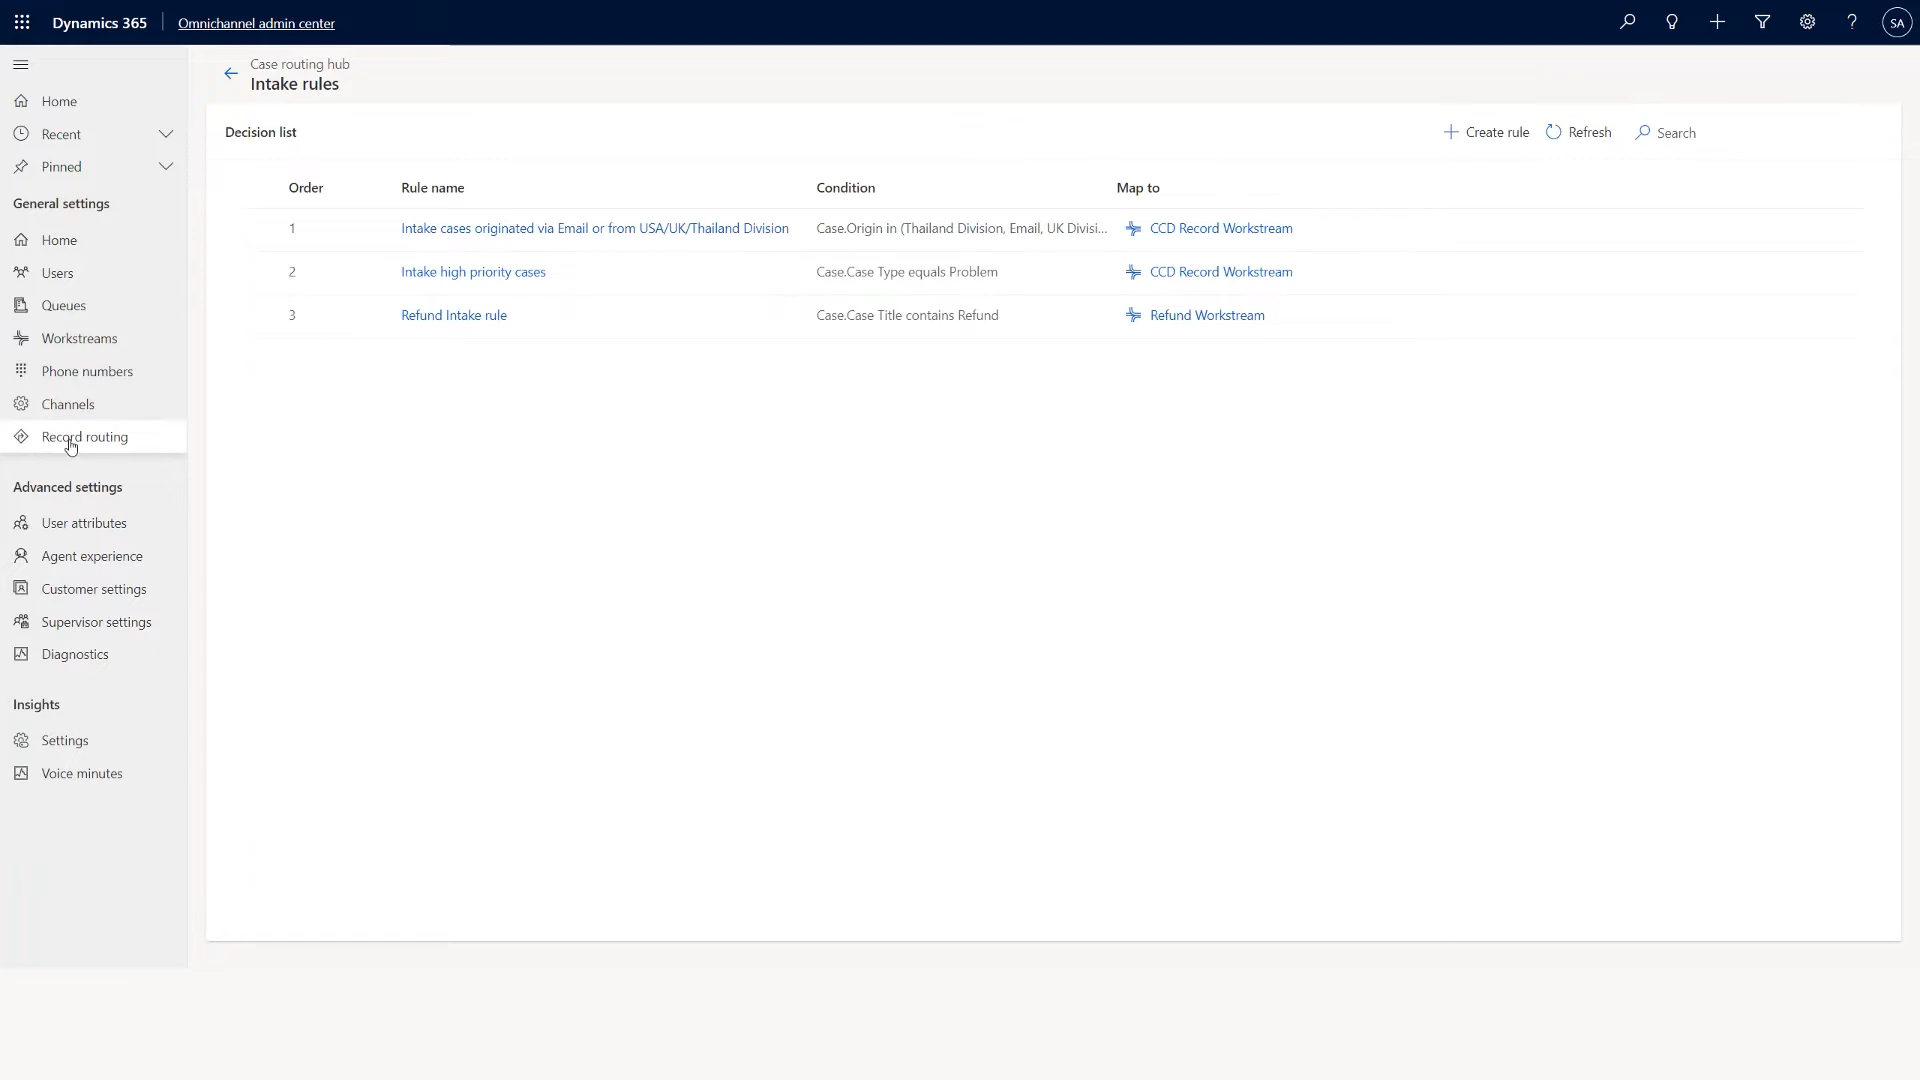 Dynamics 365
Omnichannel admin center
SA
Home
Recent
Pinned
General settings
Home
Users
Queues
Workstreams
Phone numbers
Channels
Record routing
Advanced settings
User attributes
Agent experience
Customer settings
Supervisor settings
Diagnostics
Insights
Settings
Voice minutes
Case routing hub
Intake rules
Decision list
Create rule
Refresh
Search
Order Rule name Condition Map to
1 Intake cases originated via Email or from USA/UK/Thailand Division Case.Origin in (Thailand Division, Email, UK Divisi... CCD Record Workstream
2 Intake high priority cases Case.Case Type equals Problem CCD Record Workstream
3 Refund Intake rule Case.Case Title contains Refund Refund Workstream